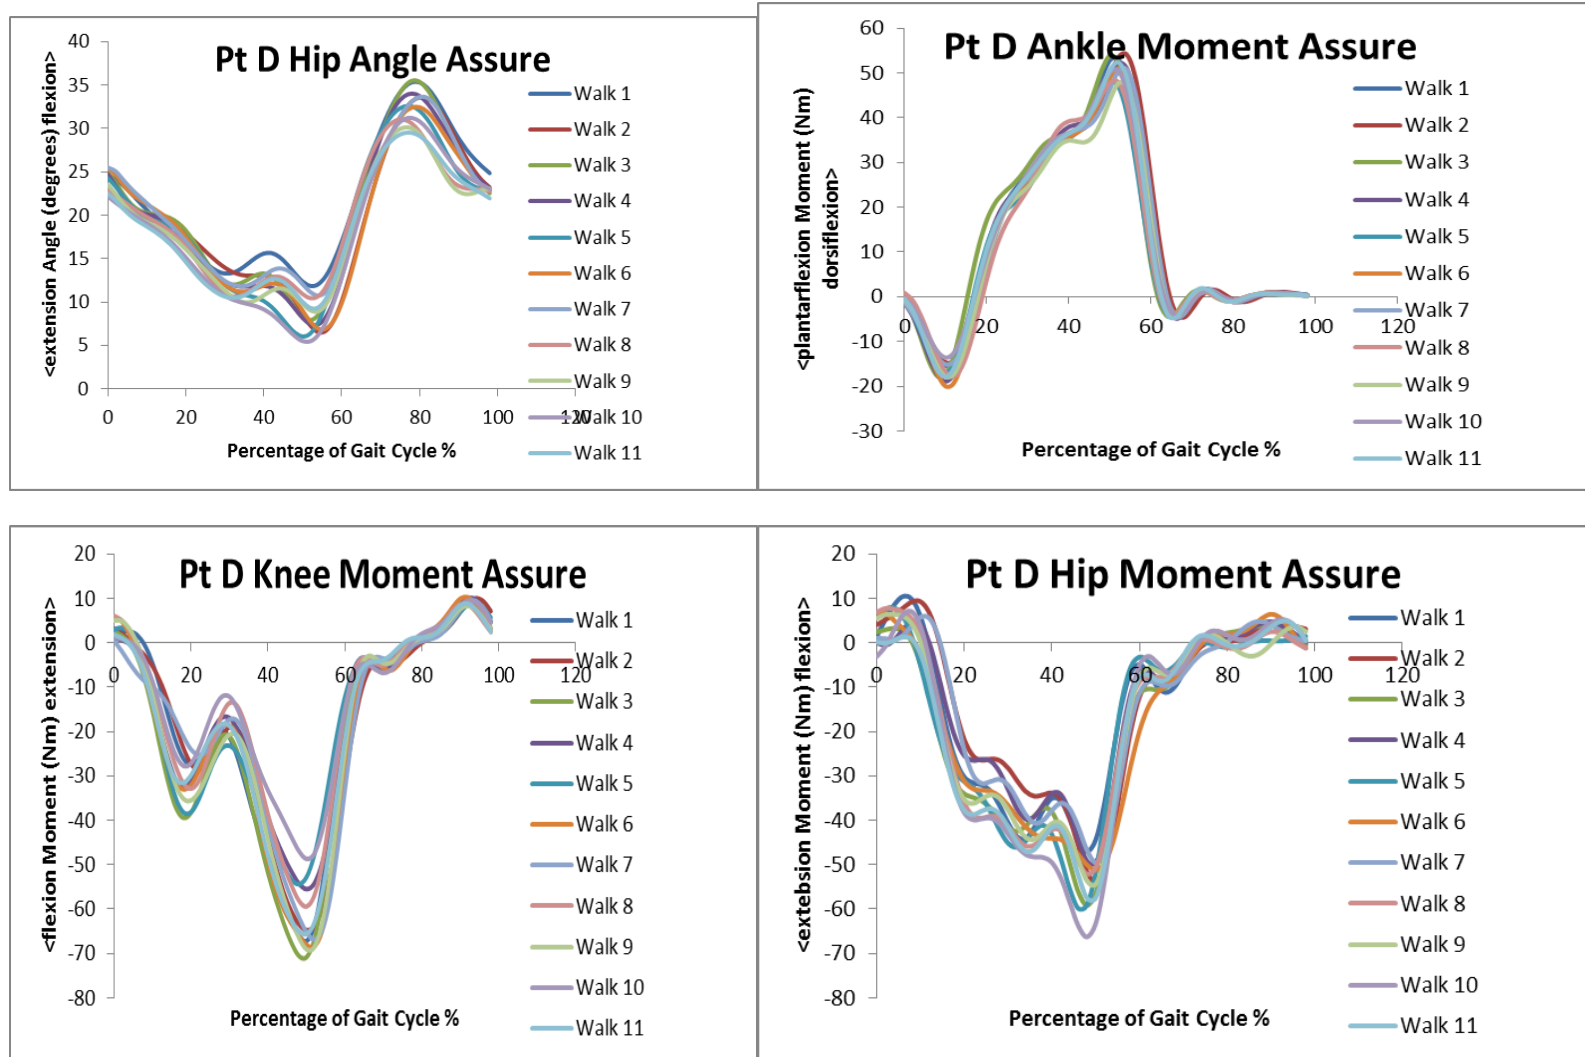 Pt D Hip Angle Assure
<extension Angle (degrees) flexion>
40
35
30
25
20
15
10
5
0
0 20 40 60 80 100 120
Percentage of Gait Cycle %
Walk 1
Walk 2
Walk 3
Walk 4
Walk 5
Walk 6
Walk 7
Walk 8
Walk 9
Walk 10
Walk 11
Pt D Ankle Moment Assure
<plantarflexion Moment (Nm)
dorsiflexion>
60
50
40
30
20
10
0
-10
-20
-30
0 20 40 60 80 100 120
Percentage of Gait Cycle %
Walk 1
Walk 2
Walk 3
Walk 4
Walk 5
Walk 6
Walk 7
Walk 8
Walk 9
Walk 10
Walk 11
Pt D Knee Moment Assure
<flexion Moment (Nm) extension>
20
10
0
-10
-20
-30
-40
-50
-60
-70
-80
0 20 40 60 80 100 120
Percentage of Gait Cycle %
Walk 1
Walk 2
Walk 3
Walk 4
Walk 5
Walk 6
Walk 7
Walk 8
Walk 9
Walk 10
Walk 11
Pt D Hip Moment Assure
<extebsion Moment (Nm) flexion>
20
10
0
-10
-20
-30
-40
-50
-60
-70
-80
0 20 40 60 80 100 120
Percentage of Gait Cycle %
Walk 1
Walk 2
Walk 3
Walk 4
Walk 5
Walk 6
Walk 7
Walk 8
Walk 9
Walk 10
Walk 11